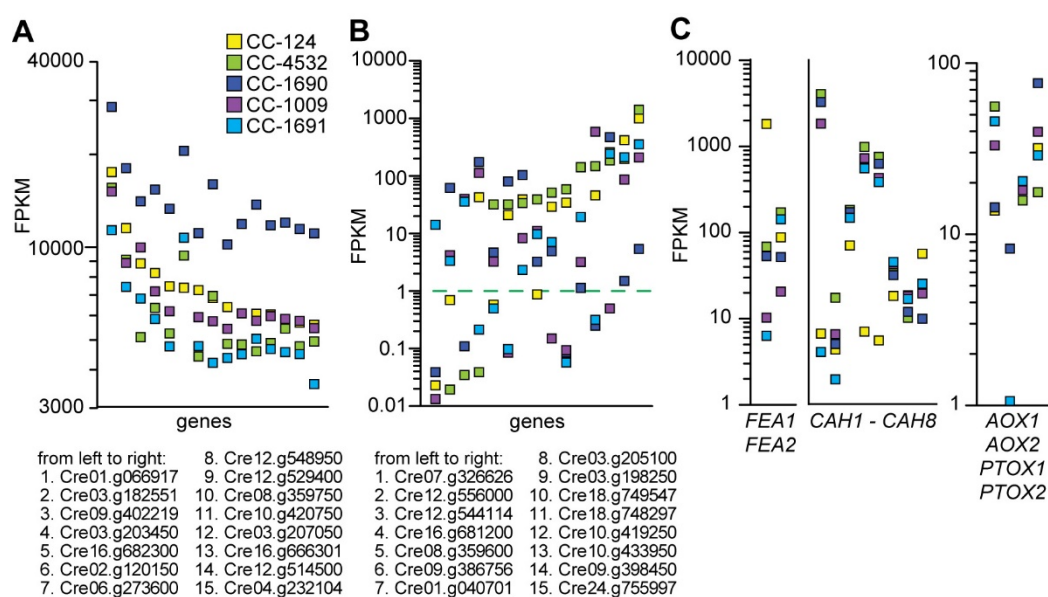 A
FPKM
40000
10000
3000
CC-124
CC-4532
CC-1690
CC-1009
CC-1691
genes
from left to right:
1. Cre01.g066917
2. Cre03.g182551
3. Cre09.g402219
4. Cre03.g203450
5. Cre16.g682300
6. Cre02.g120150
7. Cre06.g273600
8. Cre12.g548950
9. Cre12.g529400
10. Cre08.g359750
11. Cre10.g420750
12. Cre03.g207050
13. Cre16.g666301
14. Cre12.g514500
15. Cre04.g232104
B
FPKM
10000
1000
100
10
1
0.1
0.01
genes
from left to right:
1. Cre07.g326626
2. Cre12.g556000
3. Cre12.g544114
4. Cre16.g681200
5. Cre08.g359600
6. Cre09.g386756
7. Cre01.g040701
8. Cre03.g205100
9. Cre03.g198250
10. Cre18.g749547
11. Cre18.g748297
12. Cre10.g419250
13. Cre10.g433950
14. Cre09.g398450
15. Cre24.g755997
C
FPKM
10000
1000
100
10
1
FEA1
FEA2
CAH1 - CAH8
100
10
1
AOX1
AOX2
PTOX1
PTOX2